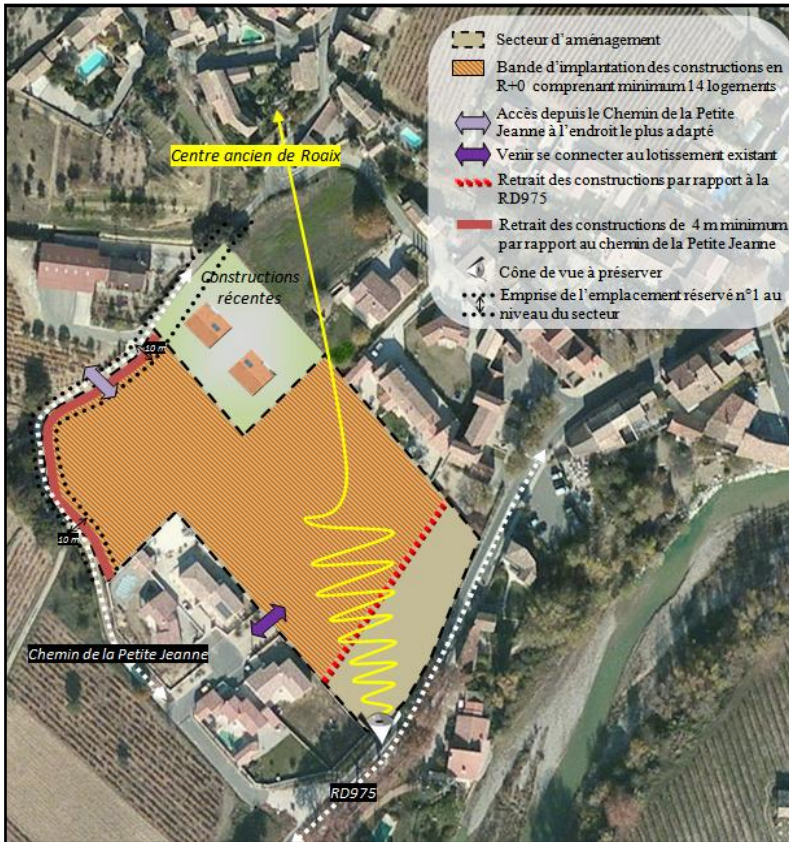 Secteur d'aménagement
Bande d'implantation des constructions en
R+0 comprenant minimum 14 logements
Accès depuis le Chemin de la Petite
Jeanne à l'endroit le plus adapté
Venir se connecter au lotissement existant
Retrait des constructions par rapport à la
RD975
Retrait des constructions de 4 m minimum
par rapport au chemin de la Petite Jeanne
Cône de vue à préserver
Emprise de l'emplacement réservé n°1 au
niveau du secteur
Centre ancien de Roaix
Constructions
récentes
10 m
10 m
Chemin de la Petite Jeanne
RD975